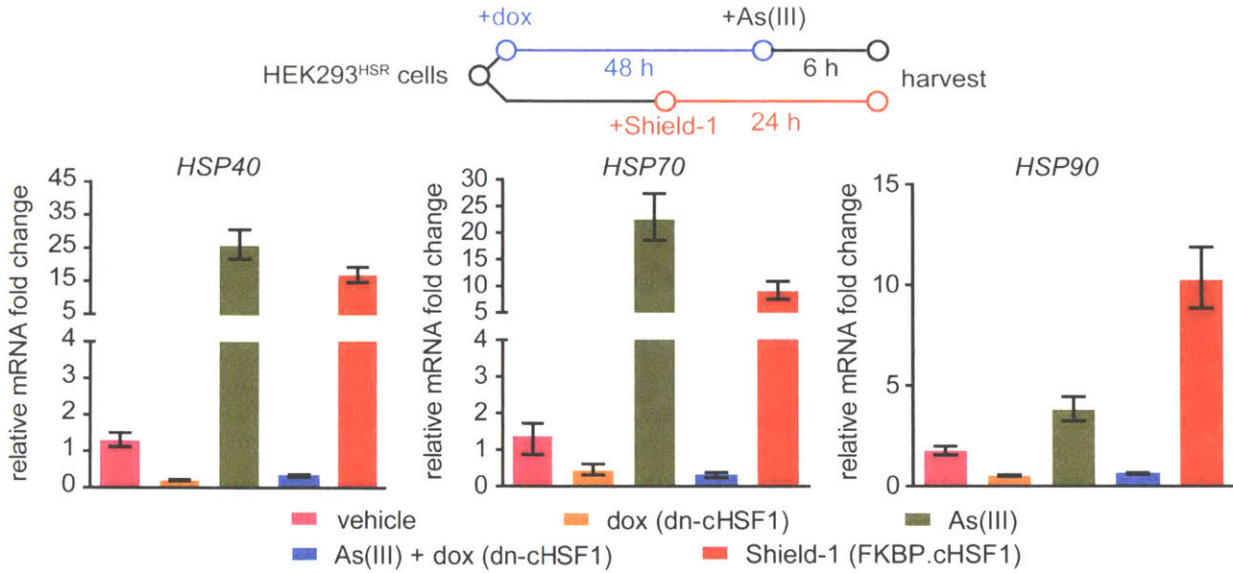 +dox
+As(III)
HEK293HSR cells
48 h
6 h
harvest
+Shield-1
24 h
HSP40
relative mRNA fold change
45
35
25
15
5
4
3
2
1
0
HSP70
relative mRNA fold change
30
25
20
15
10
5
4
3
2
1
0
HSP90
relative mRNA fold change
15
10
5
0
vehicle
dox (dn-cHSF1)
As(III)
As(III) + dox (dn-cHSF1)
Shield-1 (FKBP.cHSF1)